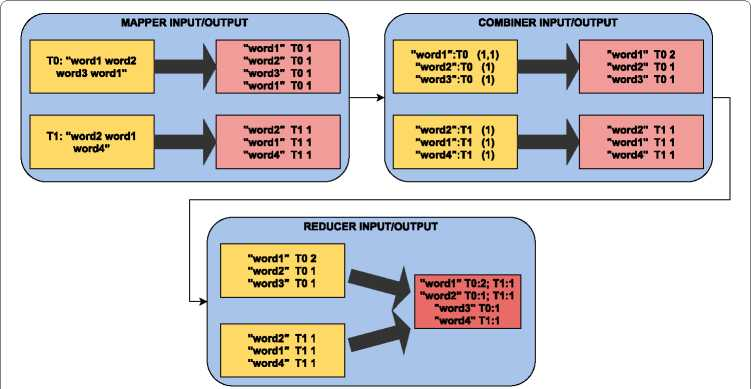 MAPPER INPUT/OUTPUT
T0: "word1 word2
word3 word1"
"word1" T0 1
"word2" T0 1
"word3" T0 1
"word1" T0 1
T1: "word2 word1
word4"
"word2" T1 1
"word1" T1 1
"word4" T1 1
COMBINER INPUT/OUTPUT
"word1":T0 (1,1)
"word2":T0 (1)
"word3":T0 (1)
"word1" T0 2
"word2" T0 1
"word3" T0 1
"word2":T1 (1)
"word1":T1 (1)
"word4":T1 (1)
"word2" T1 1
"word1" T1 1
"word4" T1 1
REDUCER INPUT/OUTPUT
"word1" T0 2
"word2" T0 1
"word3" T0 1
"word2" T1 1
"word1" T1 1
"word4" T1 1
"word1" T0:2; T1:1
"word2" T0:1; T1:1
"word3" T0:1
"word4" T1:1